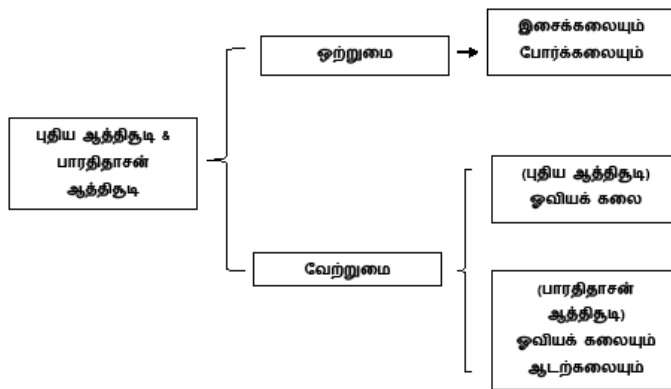 இசைக்கலையும்
போர்க்கலையும்
ஒற்றுமை
புதிய ஆத்திசூடி &
பாரதிதாசன்
ஆத்திசூடி
(புதிய ஆத்திசூடி)
ஓவியக் கலை
வேற்றுமை
(பாரதிதாசன்
ஆத்திசூடி)
ஓவியக் கலையும்
ஆடற்கலையும்